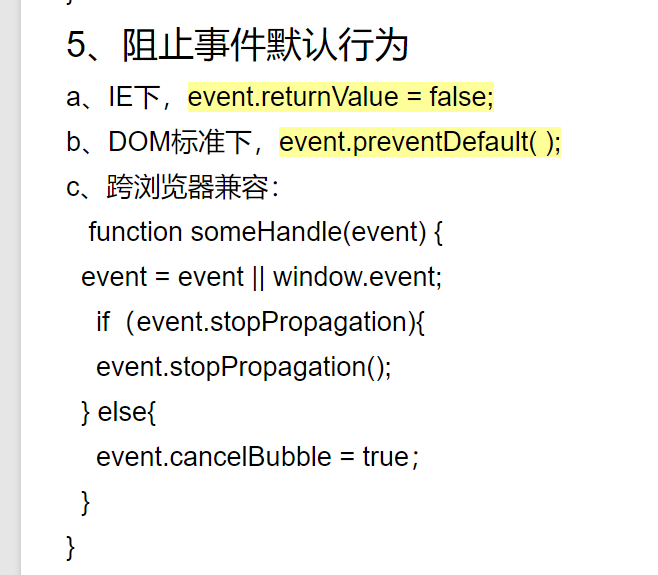 5、阻止事件默认行为
a、IE下，event.returnValue = false;
b、DOM标准下，event.preventDefault( );
c、跨浏览器兼容：
function someHandle(event) {
event = event || window.event;
if（event.stopPropagation){
event.stopPropagation();
} else{
event.cancelBubble = true；
}
}